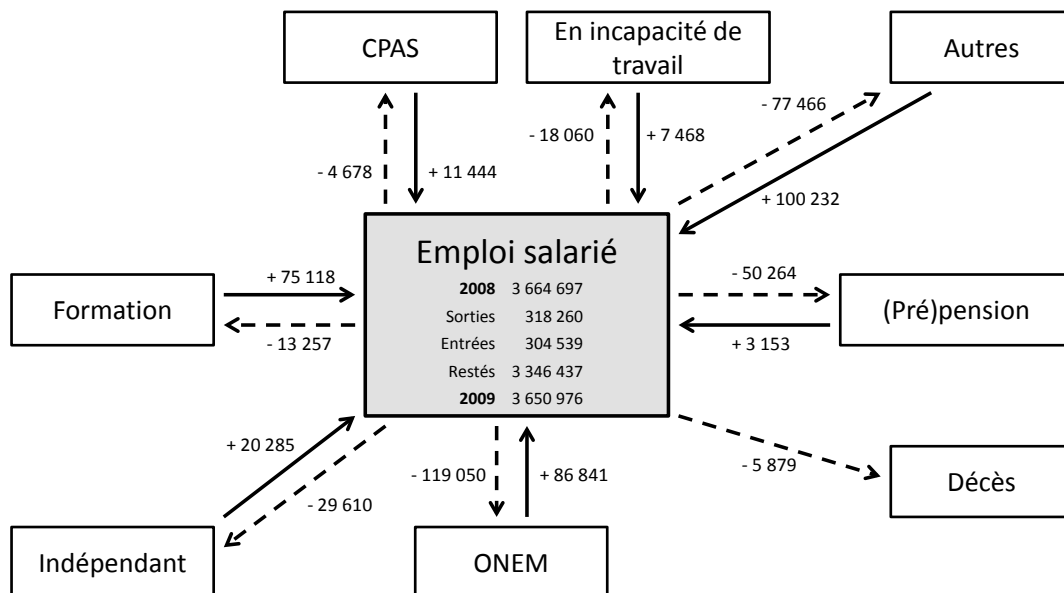 CPAS
En incapacité de
travail
Autres
- 77 466
- 4 678
+ 11 444
- 18 060
+ 7 468
+ 100 232
Emploi salarié
2008 3 664 697
Sorties 318 260
Entrées 304 539
Restés 3 346 437
2009 3 650 976
+ 75 118
Formation
- 13 257
- 50 264
(Pré)pension
+ 3 153
+ 20 285
- 29 610
Indépendant
- 119 050
+ 86 841
ONEM
- 5 879
Décès